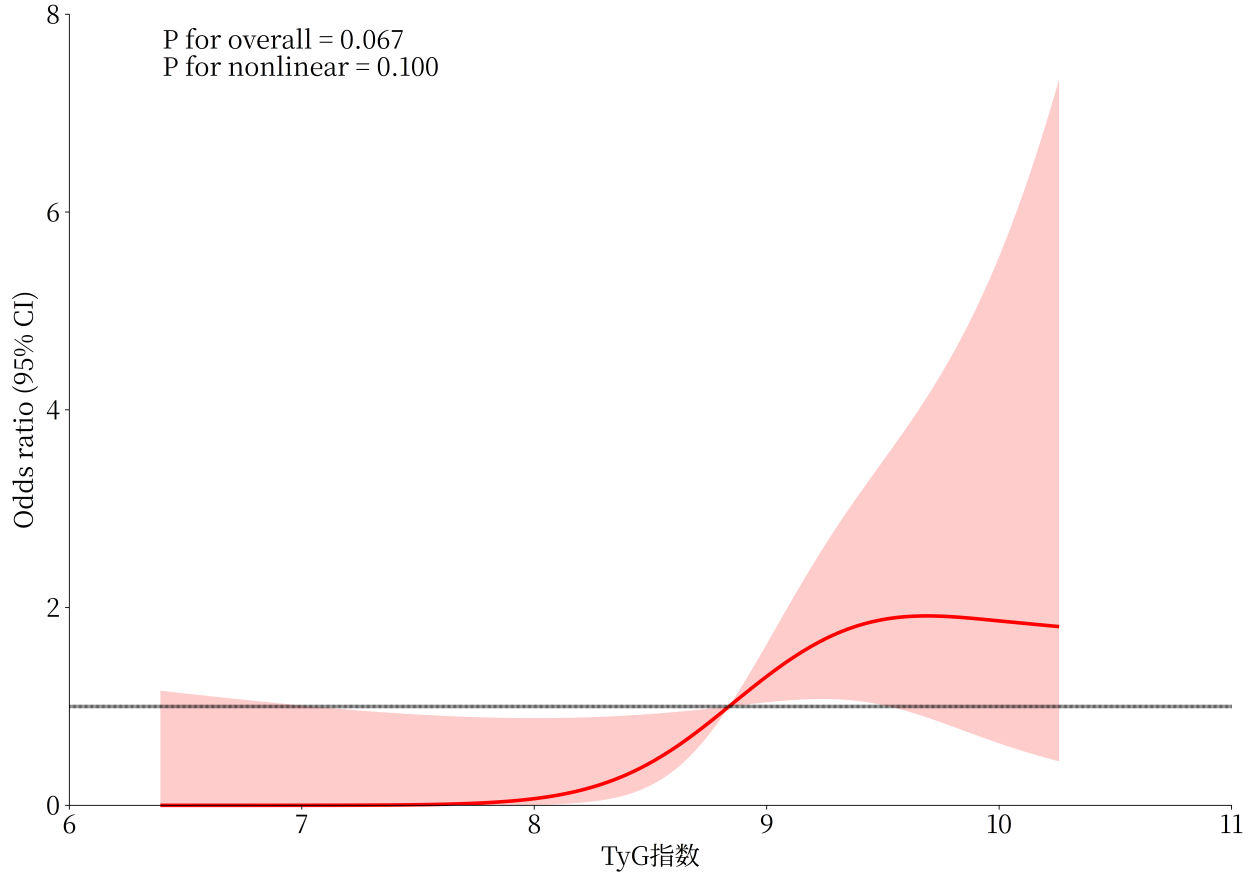 P for overall = 0.067
P for nonlinear = 0.100
8
6
4
2
0
Odds ratio (95% CI)
6 7 8 9 10 11
TyG指数